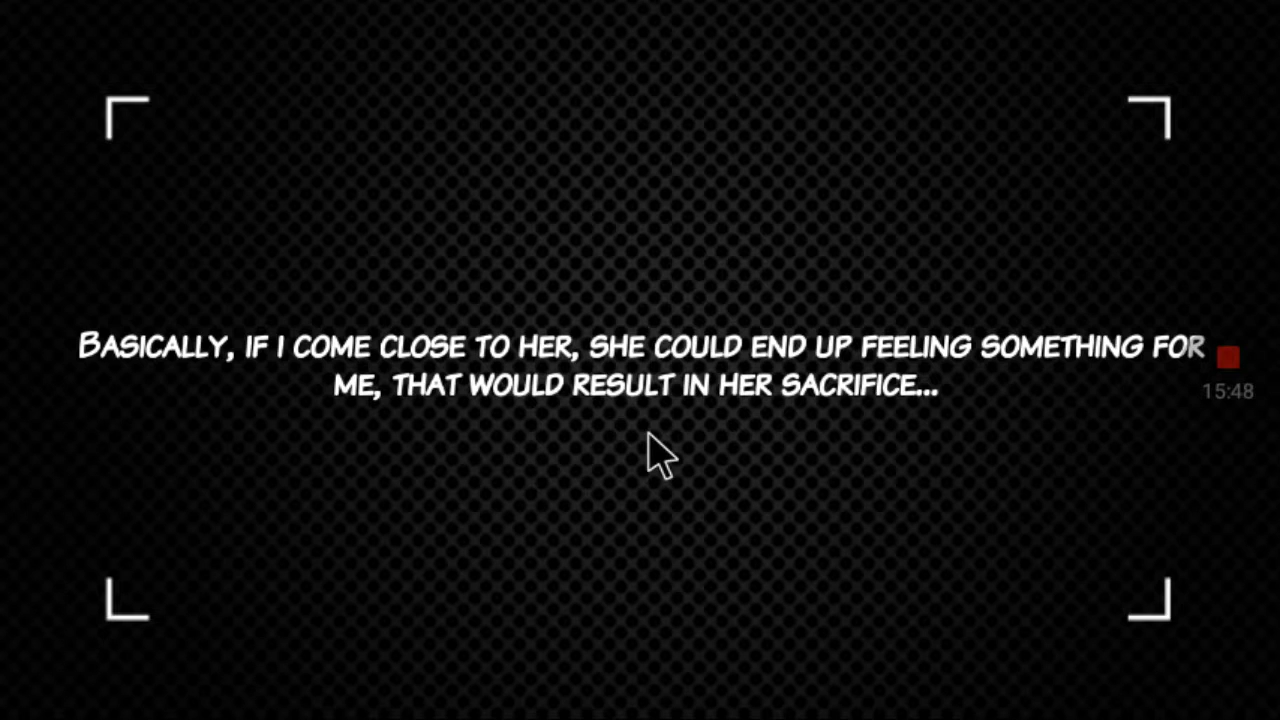 Basically, if I come close to her, she could end up feeling something for
me, that would result in her sacrifice...
15:48